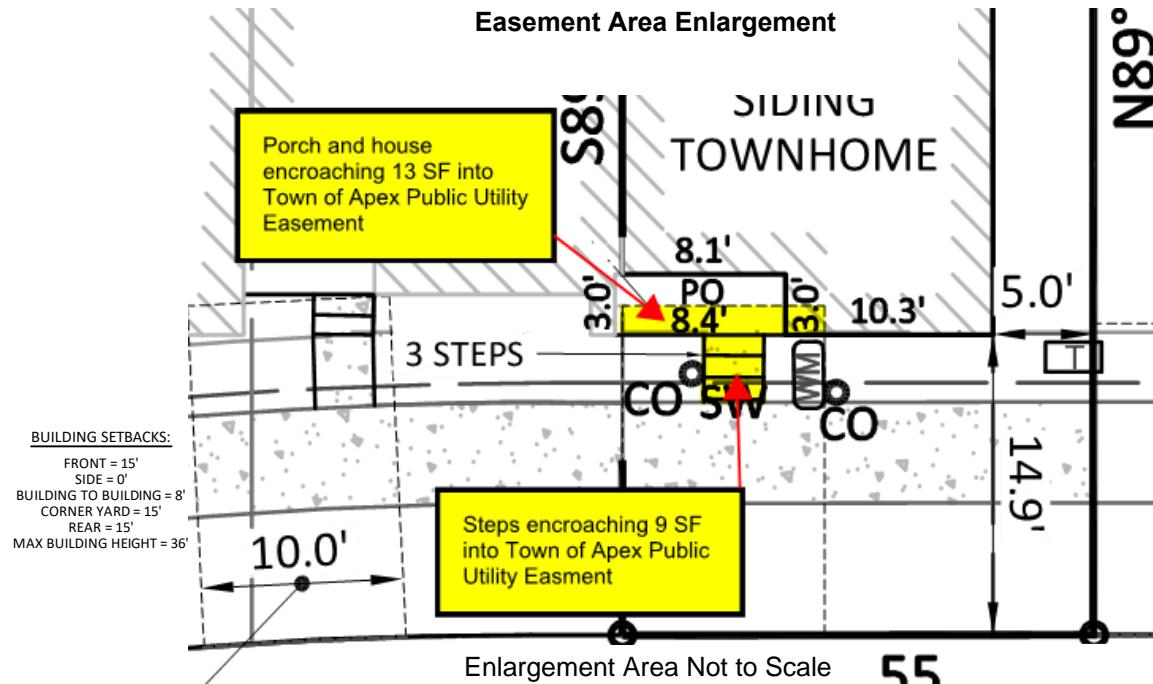 Easement Area Enlargement
N89°
SIDING
TOWNHOME
Porch and house
encroaching 13 SF into
Town of Apex Public Utility
Easement
8.1'
PO
3.0'
3.0'
8.4'
10.3'
5.0'
3 STEPS
T
WM
CO
SW
CO
BUILDING SETBACKS:
FRONT = 15'
SIDE = 0'
BUILDING TO BUILDING = 8'
CORNER YARD = 15'
REAR = 15'
MAX BUILDING HEIGHT = 36'
14.9'
Steps encroaching 9 SF
into Town of Apex Public
Utility Easment
10.0'
Enlargement Area Not to Scale
55